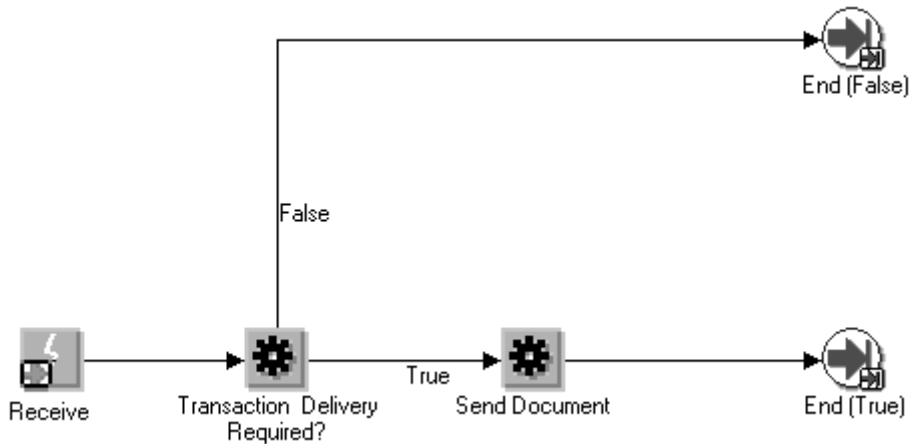 End (False)
False
True
Receive
Transaction Delivery
Required?
Send Document
End (True)